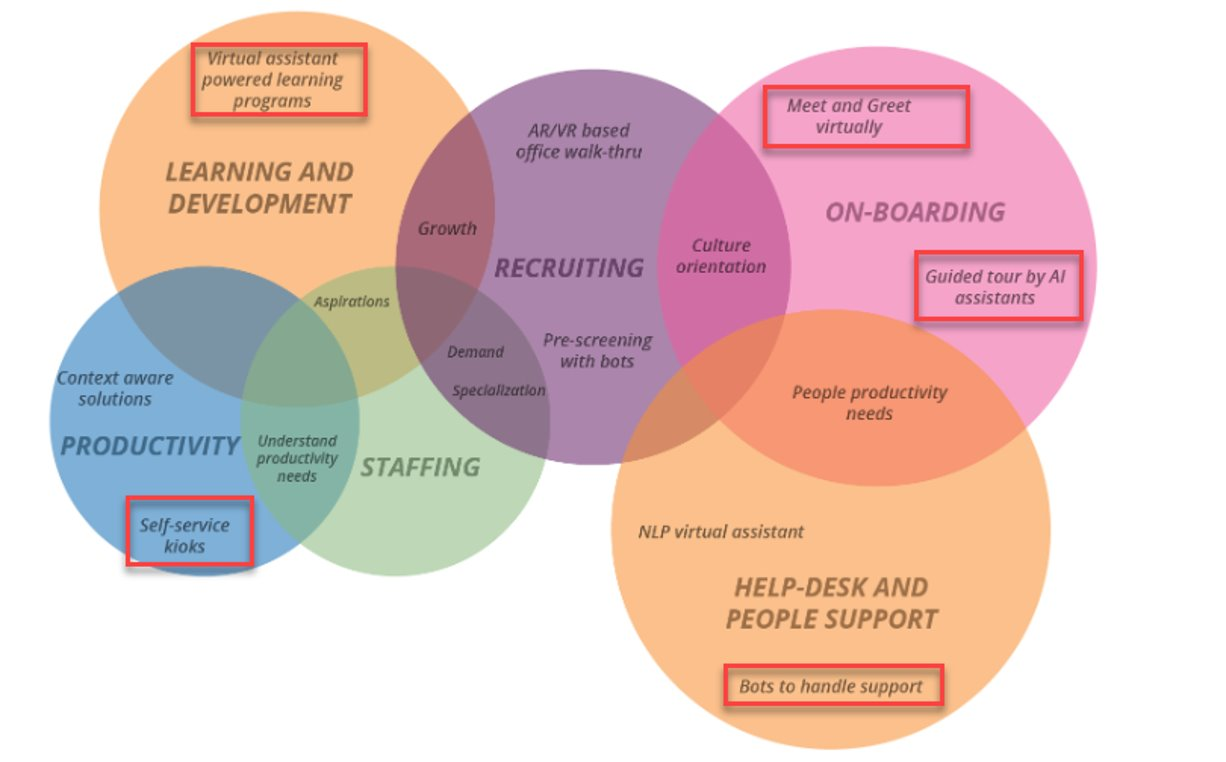 Virtual assistant
powered learning
programs
LEARNING AND
DEVELOPMENT
AR/VR based
office walk-thru
Growth
RECRUITING
Pre-screening
with bots
Culture
orientation
Meet and Greet
virtually
ON-BOARDING
Guided tour by AI
assistants
Aspirations
Demand
Specialization
Context aware
solutions
PRODUCTIVITY
Self-service
kioks
Understand
productivity
needs
STAFFING
People productivity
needs
NLP virtual assistant
HELP-DESK AND
PEOPLE SUPPORT
Bots to handle support